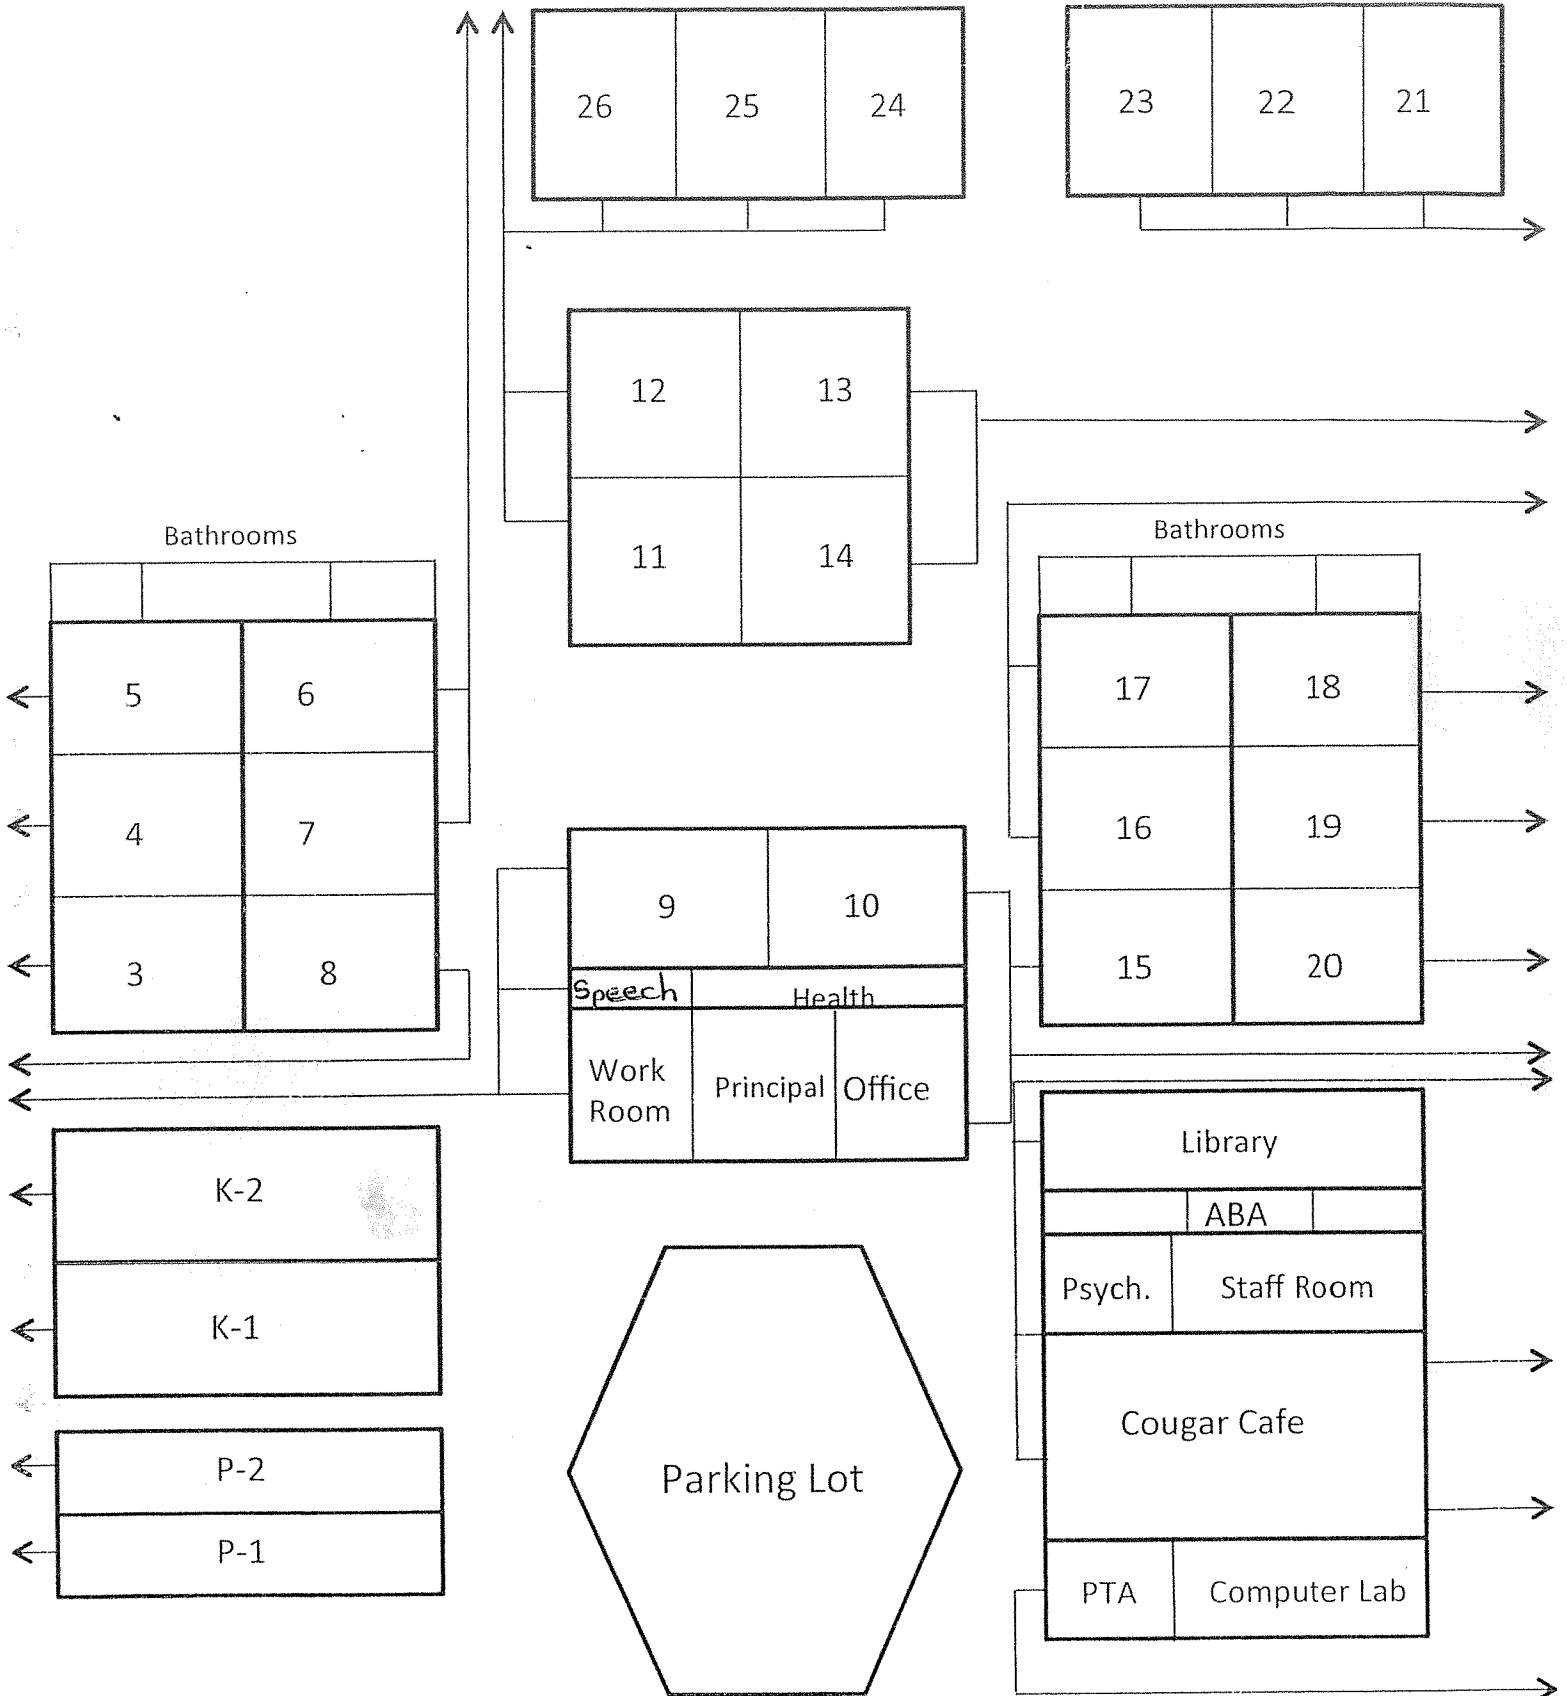 26 25 24 23 22 21
12 13
11 14
Bathrooms
Bathrooms
5 6
17 18
4 7
16 19
3 8
9 10
15 20
Speech
Health
Work
Room
Principal
Office
Library
K-2
ABA
Psych.
Staff Room
K-1
Cougar Cafe
Parking Lot
P-2
P-1
PTA
Computer Lab